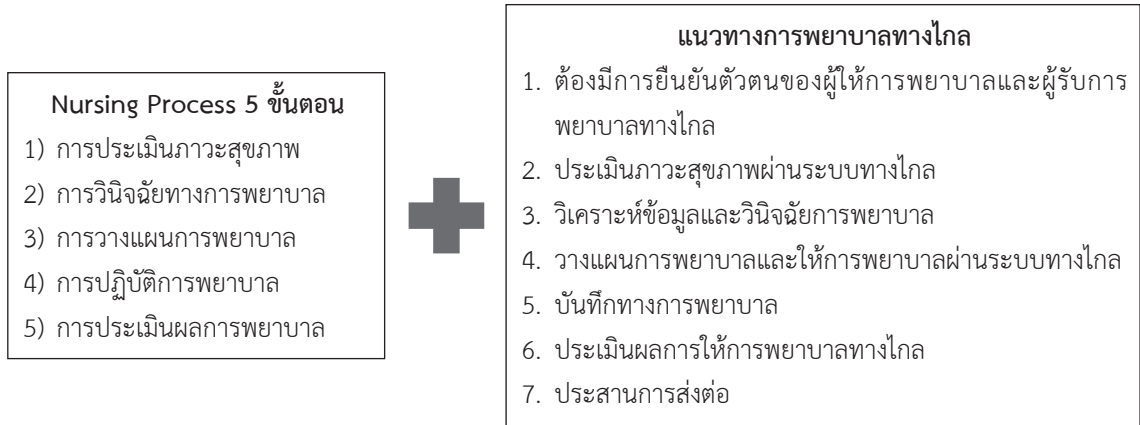 Nursing Process 5 ขั้นตอน
1) การประเมินภาวะสุขภาพ
2) การวินิจฉัยทางการพยาบาล
3) การวางแผนการพยาบาล
4) การปฏิบัติการพยาบาล
5) การประเมินผลการพยาบาล
แนวทางการพยาบาลทางไกล
1. ต้องมีการยืนยันตัวตนของผู้ให้การพยาบาลและผู้รับการ
พยาบาลทางไกล
2. ประเมินภาวะสุขภาพผ่านระบบทางไกล
3. วิเคราะห์ข้อมูลและวินิจฉัยการพยาบาล
4. วางแผนการพยาบาลและให้การพยาบาลผ่านระบบทางไกล
5. บันทึกทางการพยาบาล
6. ประเมินผลการให้การพยาบาลทางไกล
7. ประสานการส่งต่อ